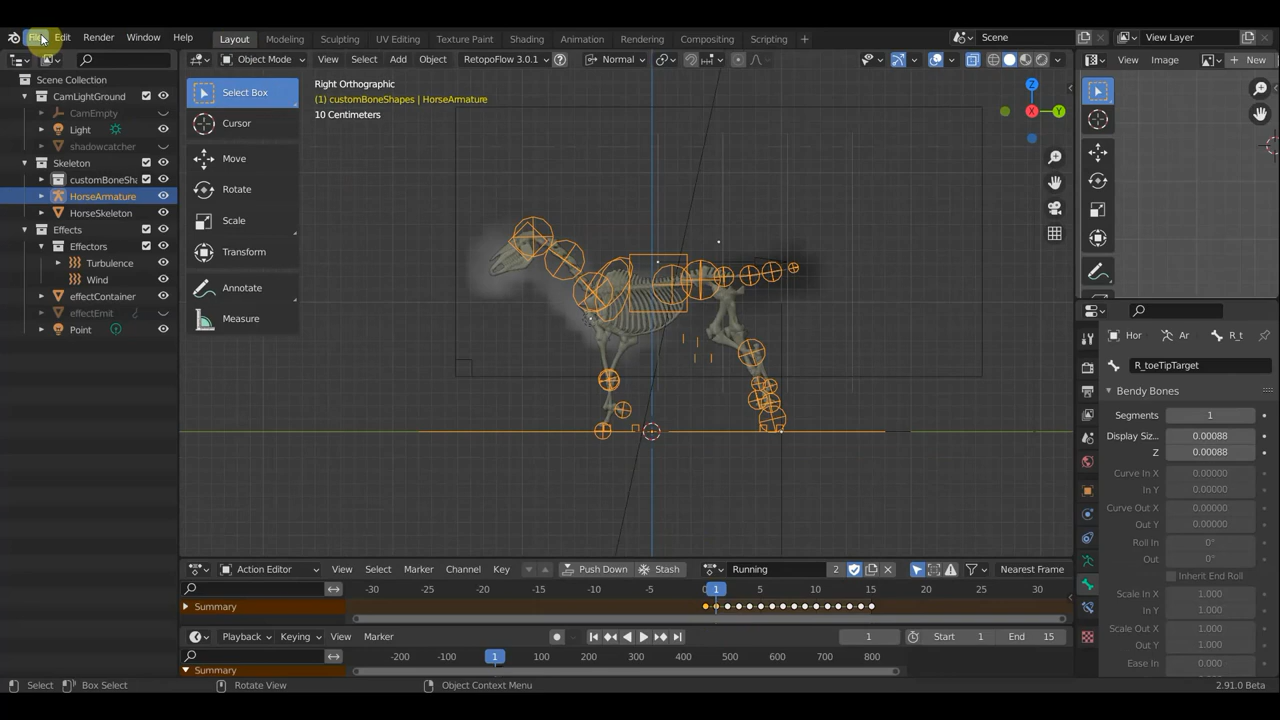 File Edit Render Window Help Layout Modeling Sculpting UV Editing Texture Paint Shading Animation Rendering Compositing Scripting + Scene View Layer
Object Mode View Select Add Object RetopoFlow 3.0.1 Normal View Image New
Scene Collection
CamLightGround
CamEmpty
Light
shadowcatcher
Skeleton
customBoneSha
HorseArmature
HorseSkeleton
Effects
Effectors
Turbulence
Wind
effectContainer
effectEmit
Point
Select Box
Cursor
Move
Rotate
Scale
Transform
Annotate
Measure
Right Orthographic
(1) customBoneShapes | HorseArmature
10 Centimeters
Z
X
Y
Hor Ar R_t
R_toeTipTarget
Bendy Bones
Segments 1
Display Siz... 0.00088
Z 0.00088
Curve In X 0.00000
In Y 0.00000
Curve Out X 0.00000
Out Y 0.00000
Roll In 0°
Out 0°
Inherit End Roll
Scale In X 1.000
In Y 1.000
Scale Out X 1.000
Out Y 1.000
Ease In 0.000
Action Editor View Select Marker Channel Key Push Down Stash Running 2 Nearest Frame
-30 -25 -20 -15 -10 -5 0 1 5 10 15 20 25 30
Summary
Playback Keying View Marker 1 Start 1 End 15
-200 -100 1 100 200 300 400 500 600 700 800
Summary
Select Box Select Rotate View Object Context Menu 2.91.0 Beta